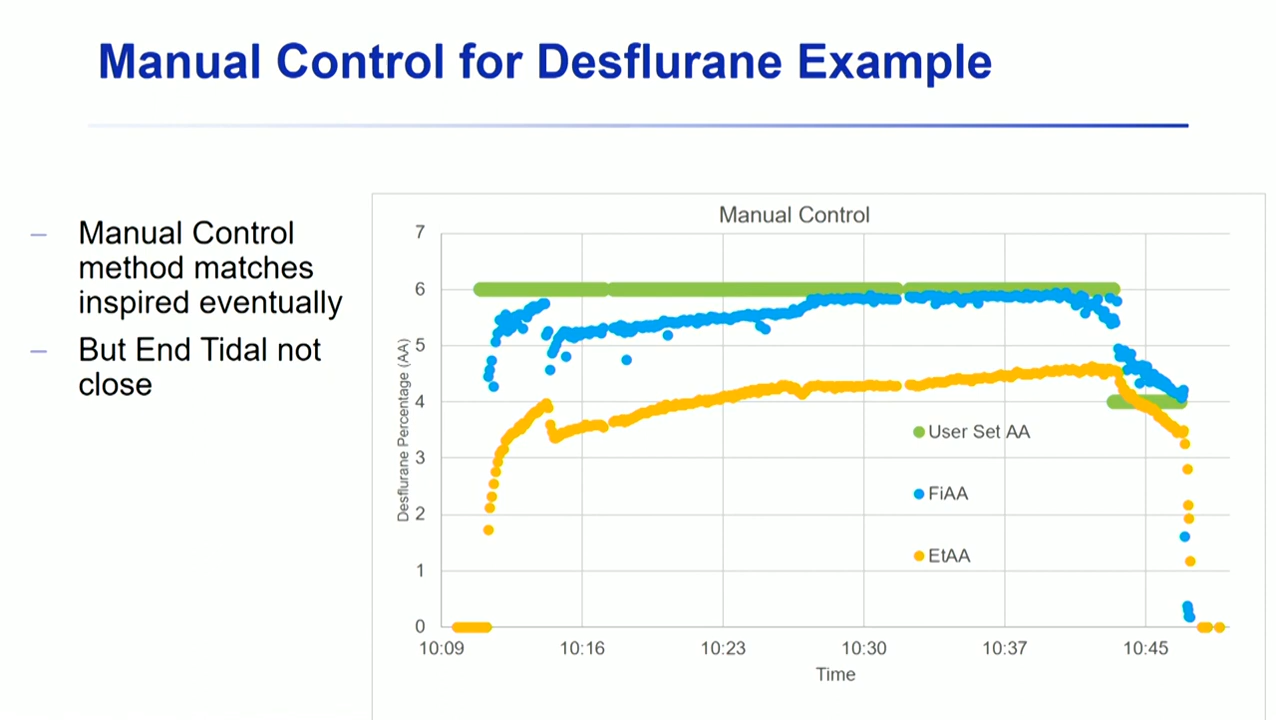 Manual Control for Desflurane Example
– Manual Control
method matches
inspired eventually
– But End Tidal not
close
Manual Control
7
6
5
4
3
2
1
0
Desflurane Percentage (AA)
User Set AA
FiAA
EtAA
10:09 10:16 10:23 10:30 10:37 10:45
Time